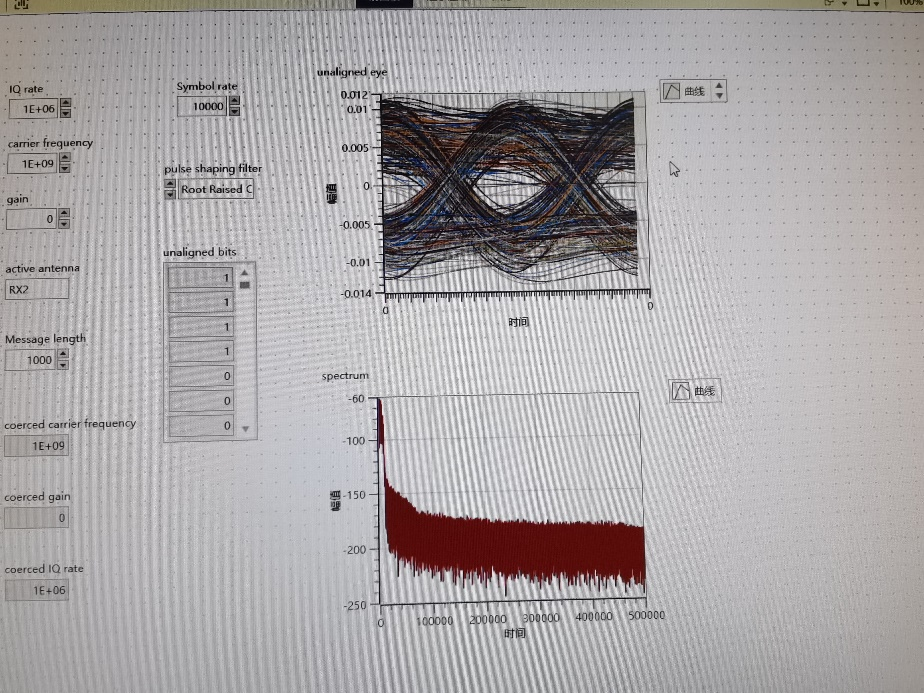 100%
IQ rate
1E+06
carrier frequency
1E+09
gain
0
active antenna
RX2
Message length
1000
coerced carrier frequency
1E+09
coerced gain
0
coerced IQ rate
1E+06
Symbol rate
10000
pulse shaping filter
Root Raised C
unaligned bits
1
1
1
1
0
0
0
unaligned eye
曲线
0.012
0.01
0.005
0
-0.005
-0.01
-0.014
幅值
0
0
时间
spectrum
曲线
-60
-100
-150
-200
-250
幅值
0
100000
200000
300000
400000
500000
时间